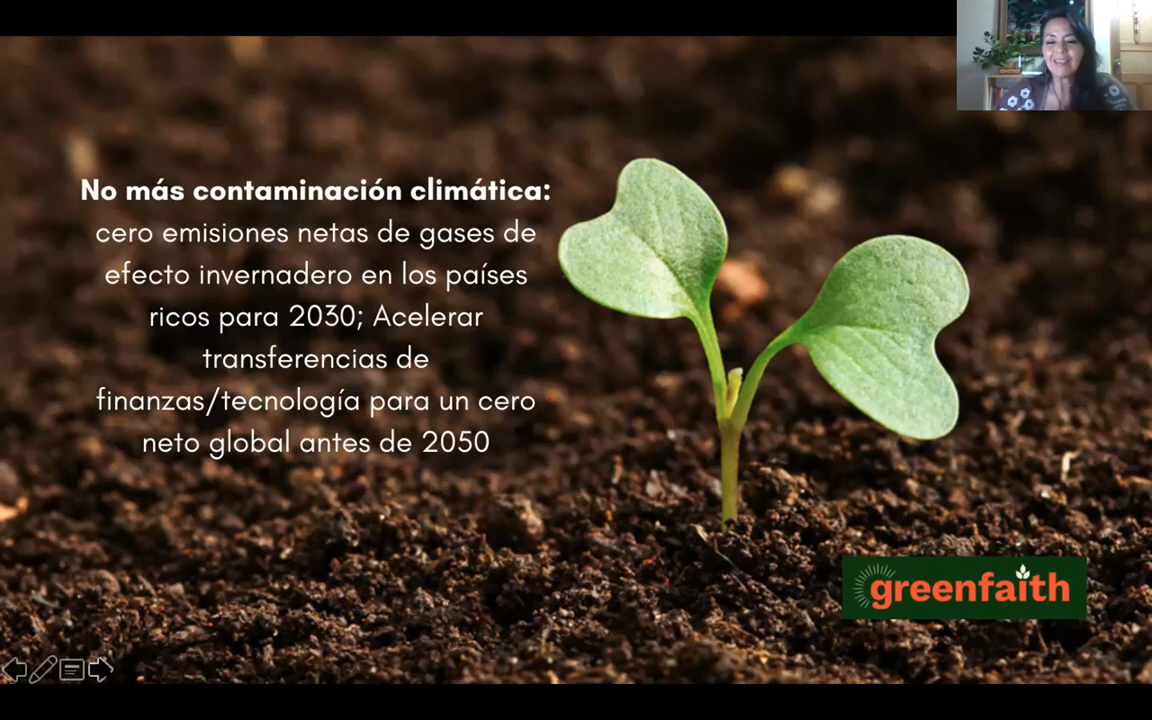 No más contaminación climática:
cero emisiones netas de gases de
efecto invernadero en los países
ricos para 2030; Acelerar
transferencias de
finanzas/tecnología para un cero
neto global antes de 2050
greenfaith